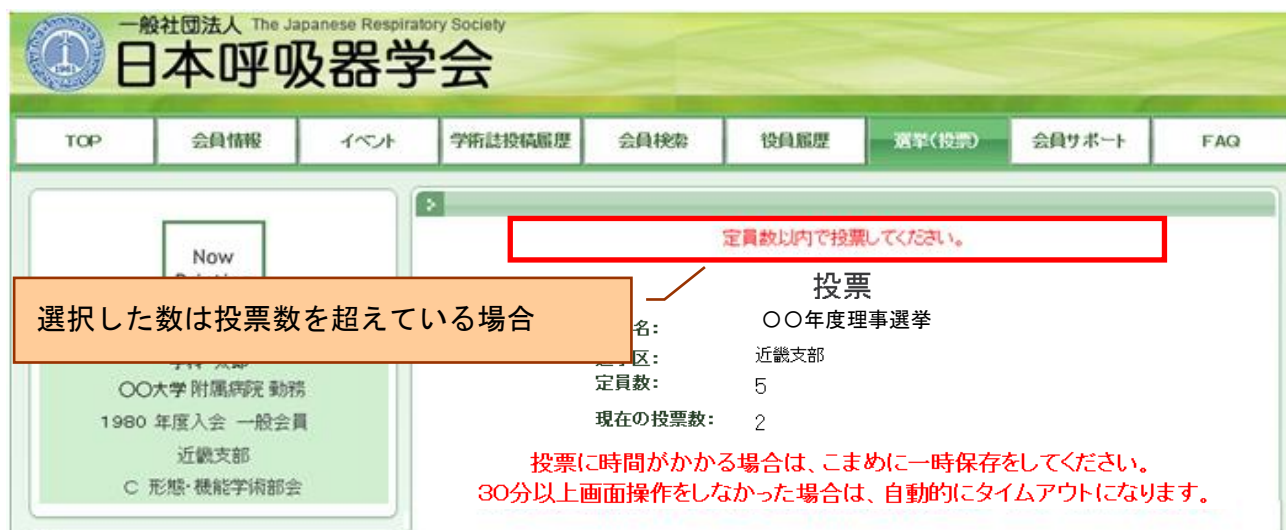 一般社団法人 The Japanese Respiratory Society
日本呼吸器学会
TOP 会員情報 イベント 学術誌投稿履歴 会員検索 役員履歴 選挙(投票) 会員サポート FAQ
定員数以内で投票してください。
Now
選択した数は投票数を超えている場合
〇〇大学 附属病院 勤務
1980 年度入会 一般会員
近畿支部
C 形態・機能学術部会
投票
名: 〇〇年度理事選挙
区: 近畿支部
定員数: 5
現在の投票数: 2
投票に時間がかかる場合は、こまめに一時保存をしてください。
30分以上画面操作をしなかった場合は、自動的にタイムアウトになります。